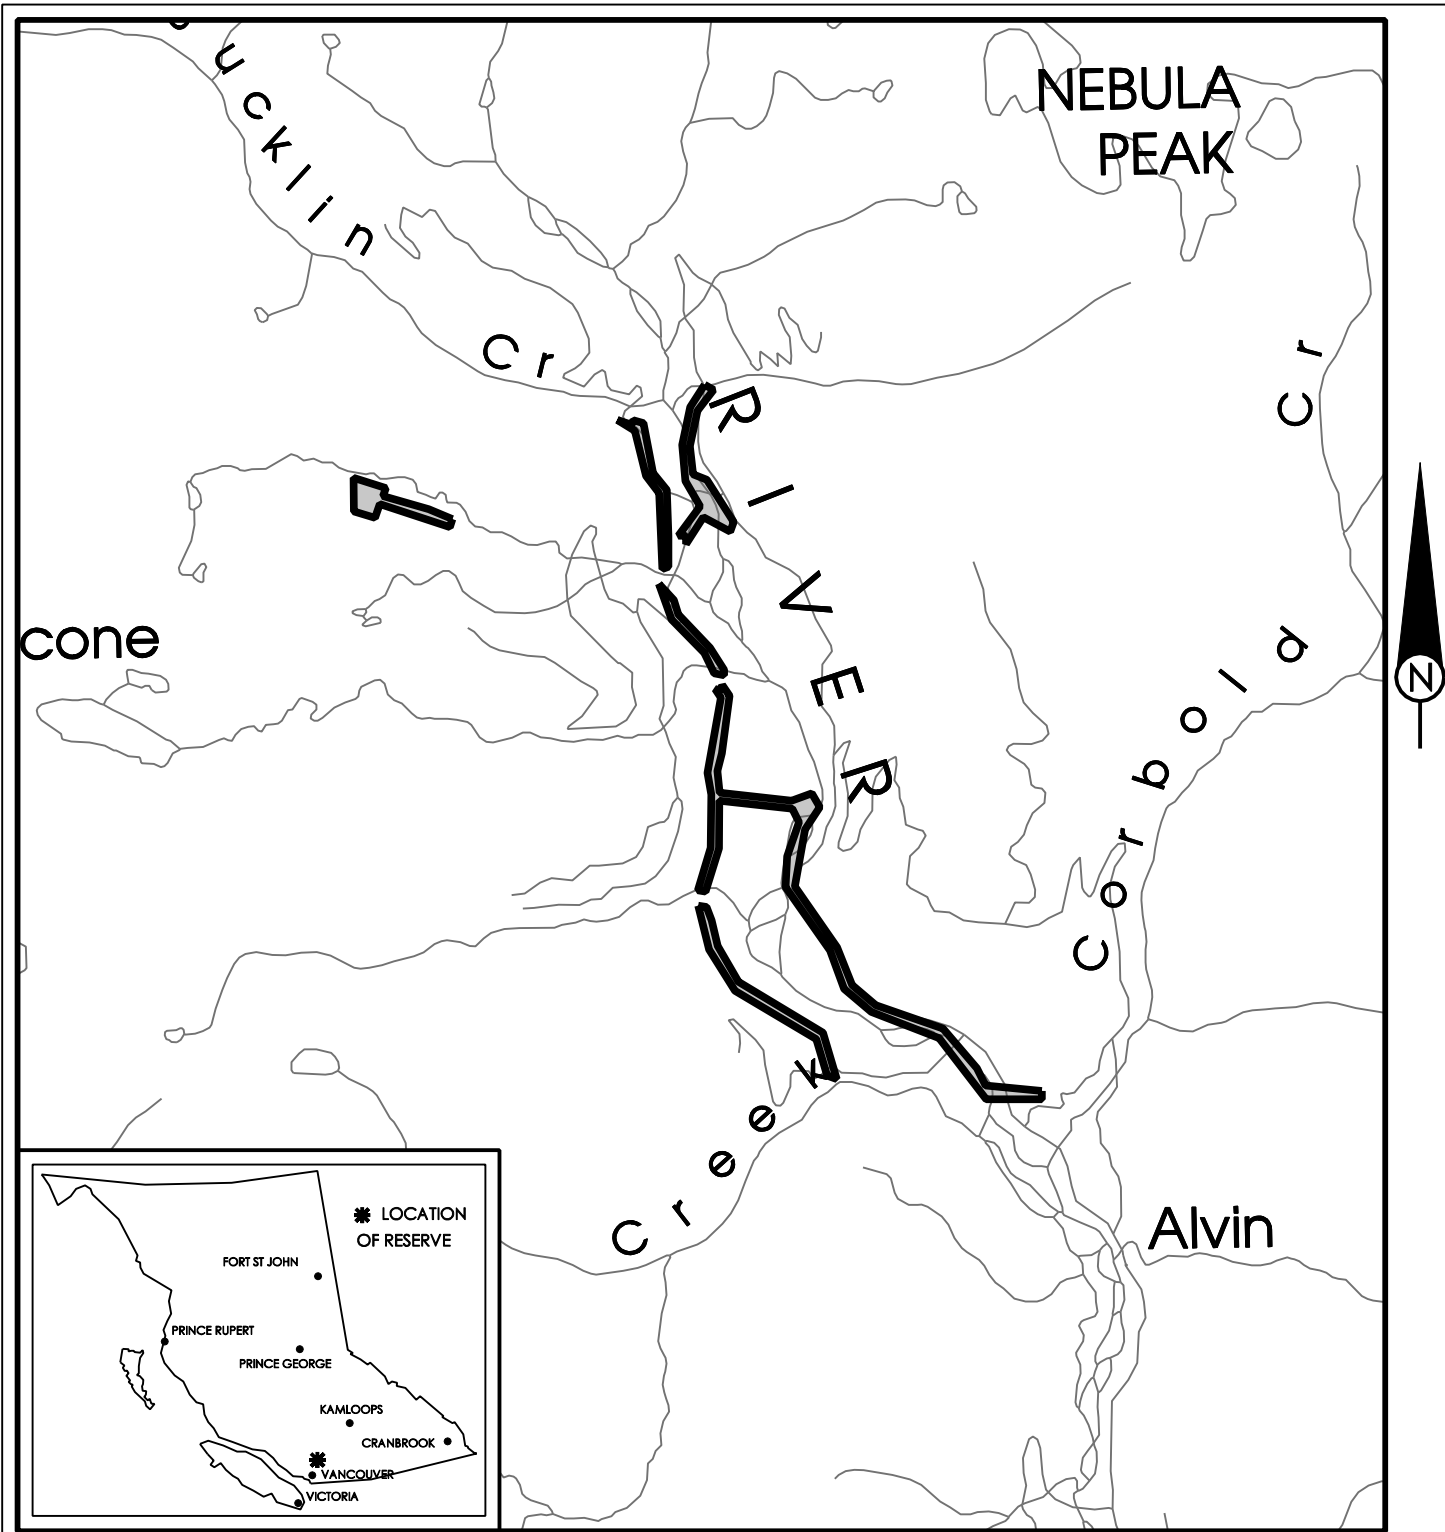 ucklin Cr
NEBULA
PEAK
RIVER
cone
Corbold Cr
N
Creek
Alvin
LOCATION
OF RESERVE
FORT ST JOHN
PRINCE RUPERT
PRINCE GEORGE
KAMLOOPS
CRANBROOK
VANCOUVER
VICTORIA